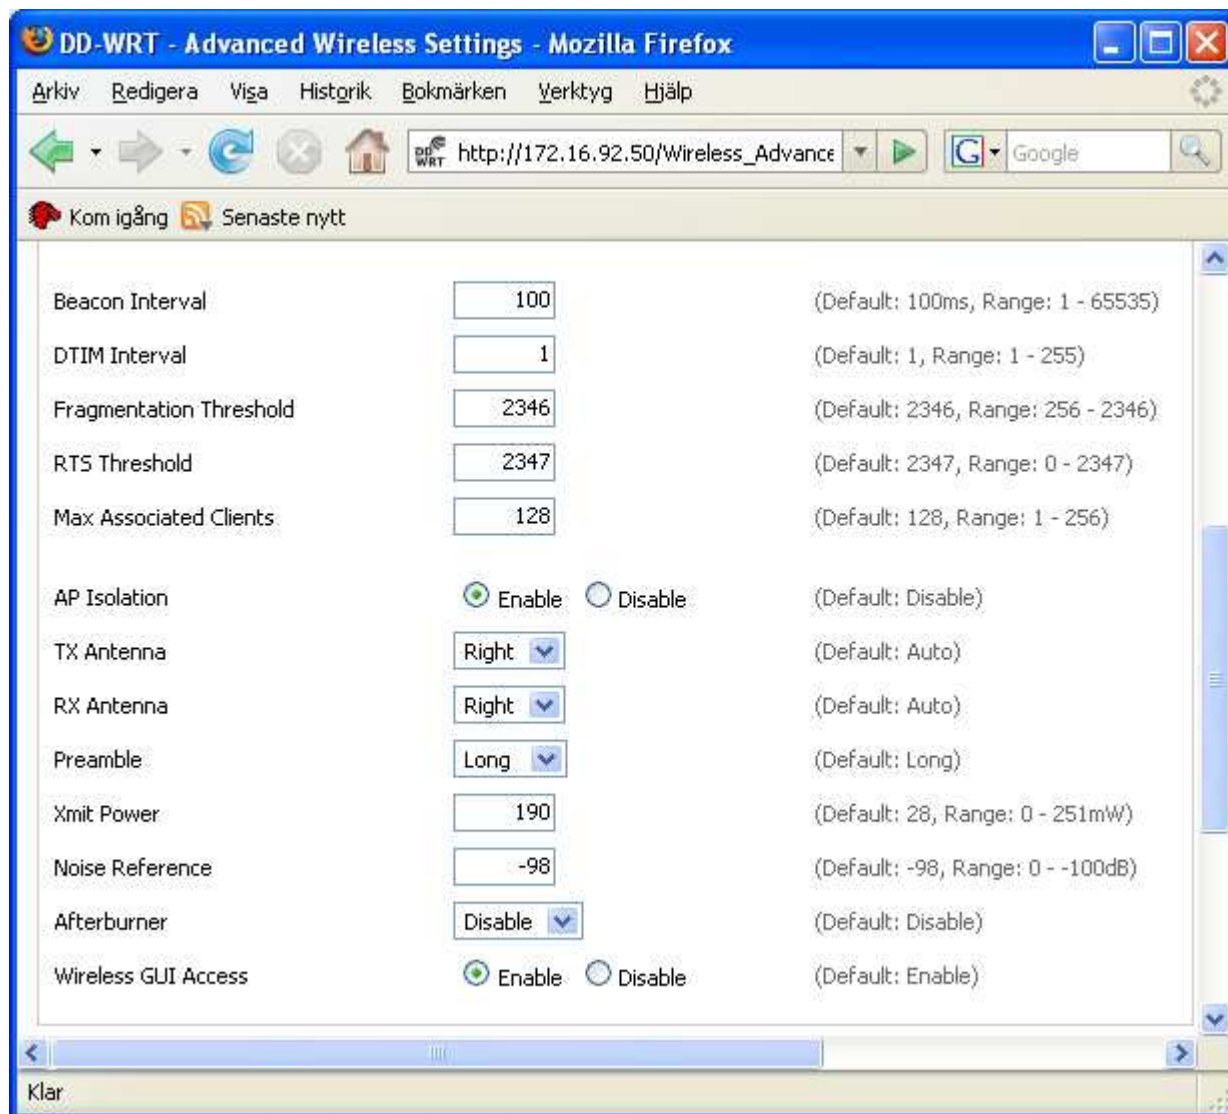 DD-WRT - Advanced Wireless Settings - Mozilla Firefox
Arkiv Redigera Visa Historik Bokmärken Verktyg Hjälp
DD WRT http://172.16.92.50/Wireless_Advance G Google
Kom igång Senaste nytt
Beacon Interval 100 (Default: 100ms, Range: 1 - 65535)
DTIM Interval 1 (Default: 1, Range: 1 - 255)
Fragmentation Threshold 2346 (Default: 2346, Range: 256 - 2346)
RTS Threshold 2347 (Default: 2347, Range: 0 - 2347)
Max Associated Clients 128 (Default: 128, Range: 1 - 256)
AP Isolation Enable Disable (Default: Disable)
TX Antenna Right (Default: Auto)
RX Antenna Right (Default: Auto)
Preamble Long (Default: Long)
Xmit Power 190 (Default: 28, Range: 0 - 251mW)
Noise Reference -98 (Default: -98, Range: 0 - -100dB)
Afterburner Disable (Default: Disable)
Wireless GUI Access Enable Disable (Default: Enable)
Klar